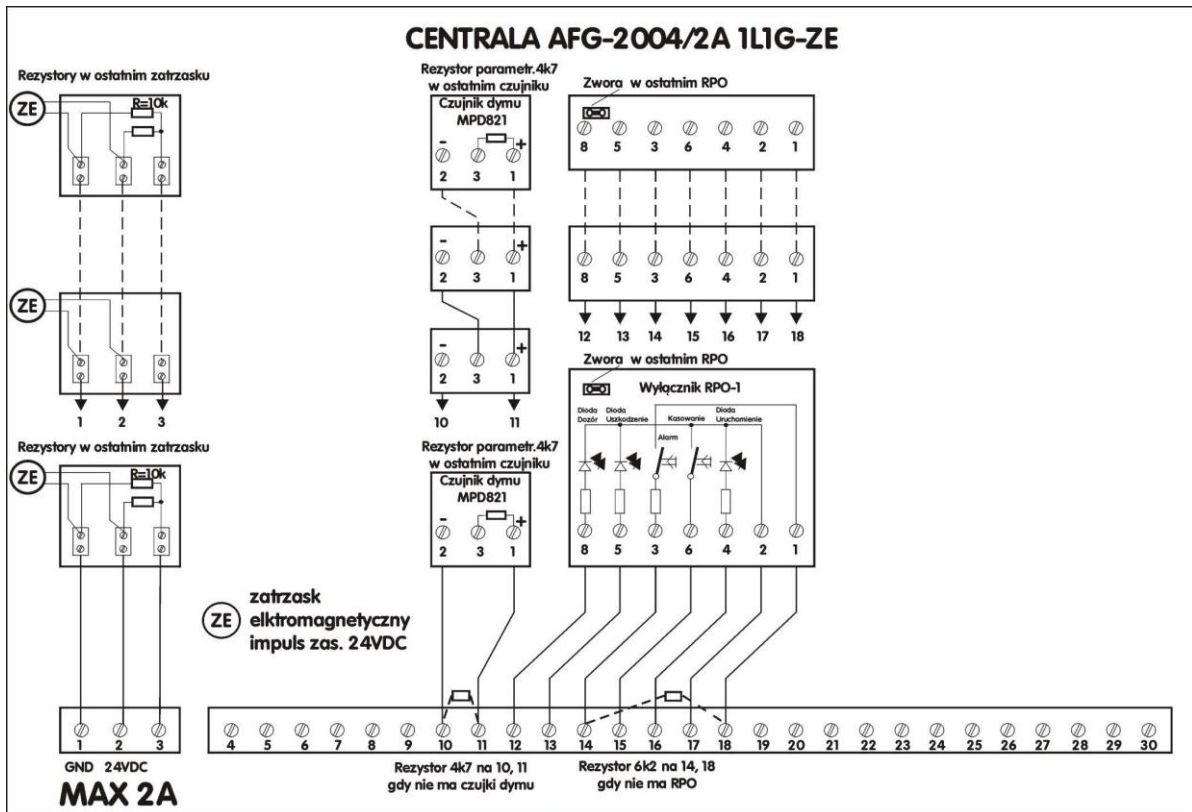 CENTRALA AFG-2004/2A 1L1G-ZE
Rezystory w ostatnim zatrzasku
ZE
R=10k
Rezystor parametr.4k7
w ostatnim czujniku
Czujnik dymu
MPD821
- +
2 3 1
Zwora w ostatnim RPO
8 5 3 6 4 2 1
- +
2 3 1
8 5 3 6 4 2 1
ZE
1 2 3
- +
2 3 1
10 11
12 13 14 15 16 17 18
Zwora w ostatnim RPO
Wyłącznik RPO-1
Dioda
Dozór
Dioda
Uszkodzenie
Alarm
Kasowanie
Dioda
Uruchomienie
8 5 3 6 4 2 1
Rezystory w ostatnim zatrzasku
ZE
R=10k
Rezystor parametr.4k7
w ostatnim czujniku
Czujnik dymu
MPD821
- +
2 3 1
ZE
zatrzask
elktromagnetyczny
impuls zas. 24VDC
1 2 3
GND 24VDC
MAX 2A
4 5 6 7 8 9 10 11 12 13 14 15 16 17 18 19 20 21 22 23 24 25 26 27 28 29 30
Rezystor 4k7 na 10, 11
gdy nie ma czujki dymu
Rezystor 6k2 na 14, 18
gdy nie ma RPO